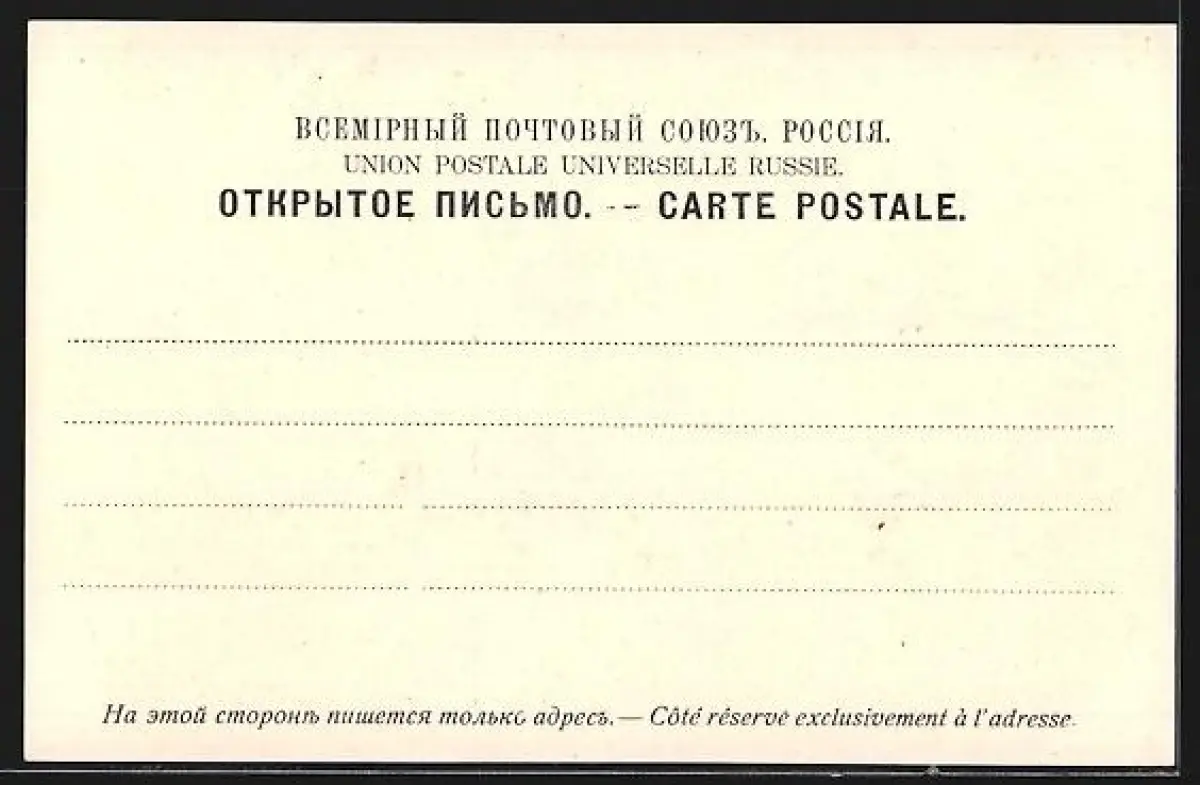 ВСЕМІРНЫЙ ПОЧТОВЫЙ СОЮЗЪ. РОССІЯ.
UNION POSTALE UNIVERSELLE RUSSIE.
ОТКРЫТОЕ ПИСЬМО. -- CARTE POSTALE.
На этой сторонѣ пишется только адресъ.— Côté réservé exclusivement à l'adresse.